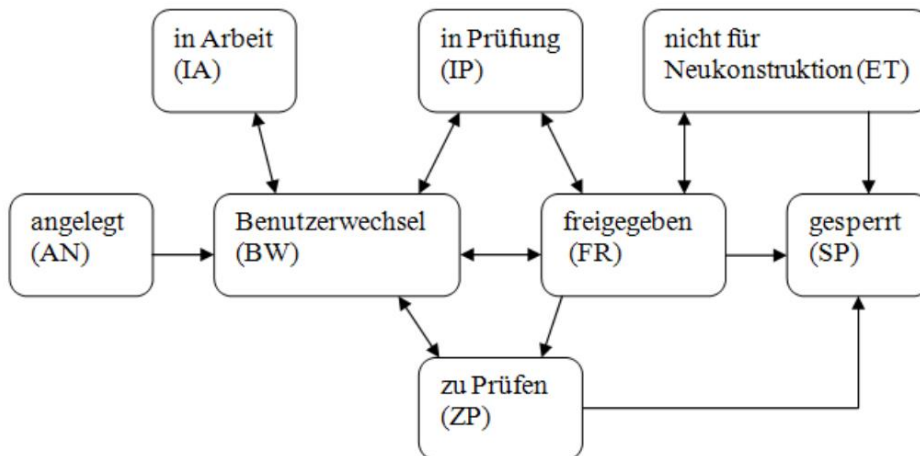 in Arbeit
(IA)
in Prüfung
(IP)
nicht für
Neukonstruktion (ET)
angelegt
(AN)
Benutzerwechsel
(BW)
freigegeben
(FR)
gesperrt
(SP)
zu Prüfen
(ZP)